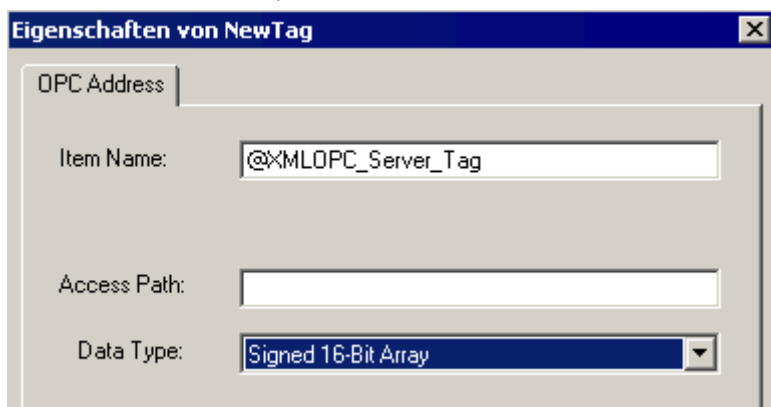 Eigenschaften von NewTag
OPC Address
Item Name: @XMLOPC_Server_Tag
Access Path:
Data Type: Signed 16-Bit Array